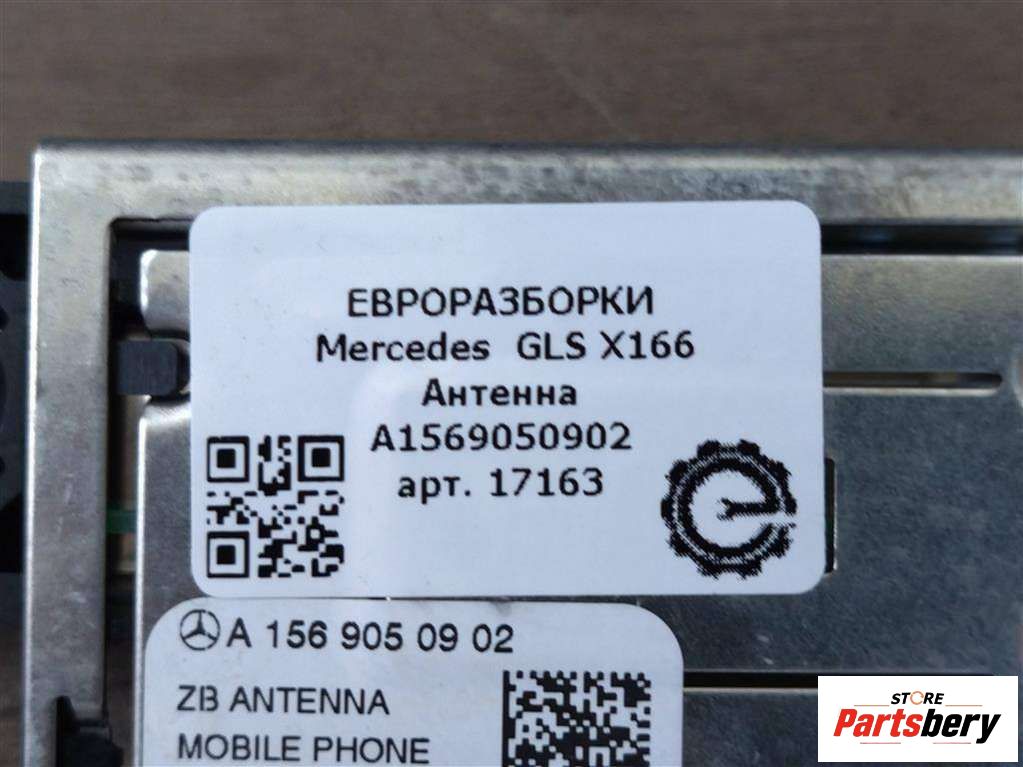 ЕВРОРАЗБОРКИ
Mercedes GLS X166
Антенна
A1569050902
арт. 17163
A 156 905 09 02
ZB ANTENNA
MOBILE PHONE
STORE
Partsbery